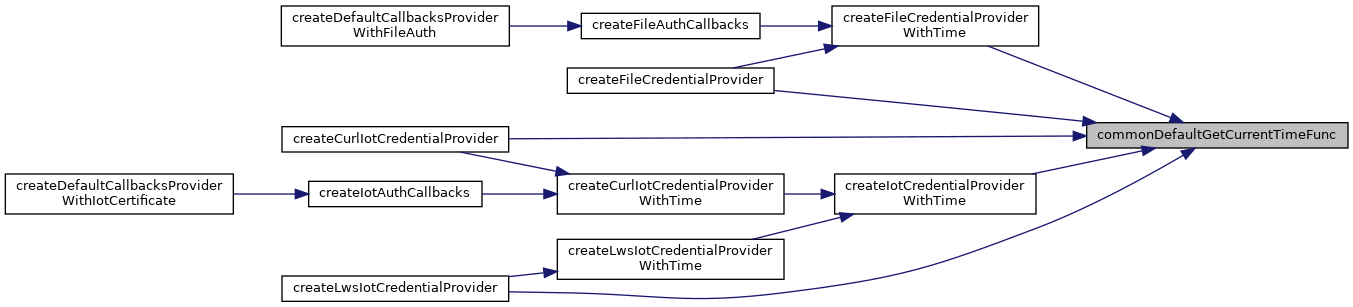 createDefaultCallbacksProvider
WithFileAuth
createFileAuthCallbacks
createFileCredentialProvider
WithTime
createFileCredentialProvider
commonDefaultGetCurrentTimeFunc
createCurlIotCredentialProvider
createDefaultCallbacksProvider
WithIotCertificate
createIotAuthCallbacks
createCurlIotCredentialProvider
WithTime
createIotCredentialProvider
WithTime
createLwsIotCredentialProvider
WithTime
createLwsIotCredentialProvider